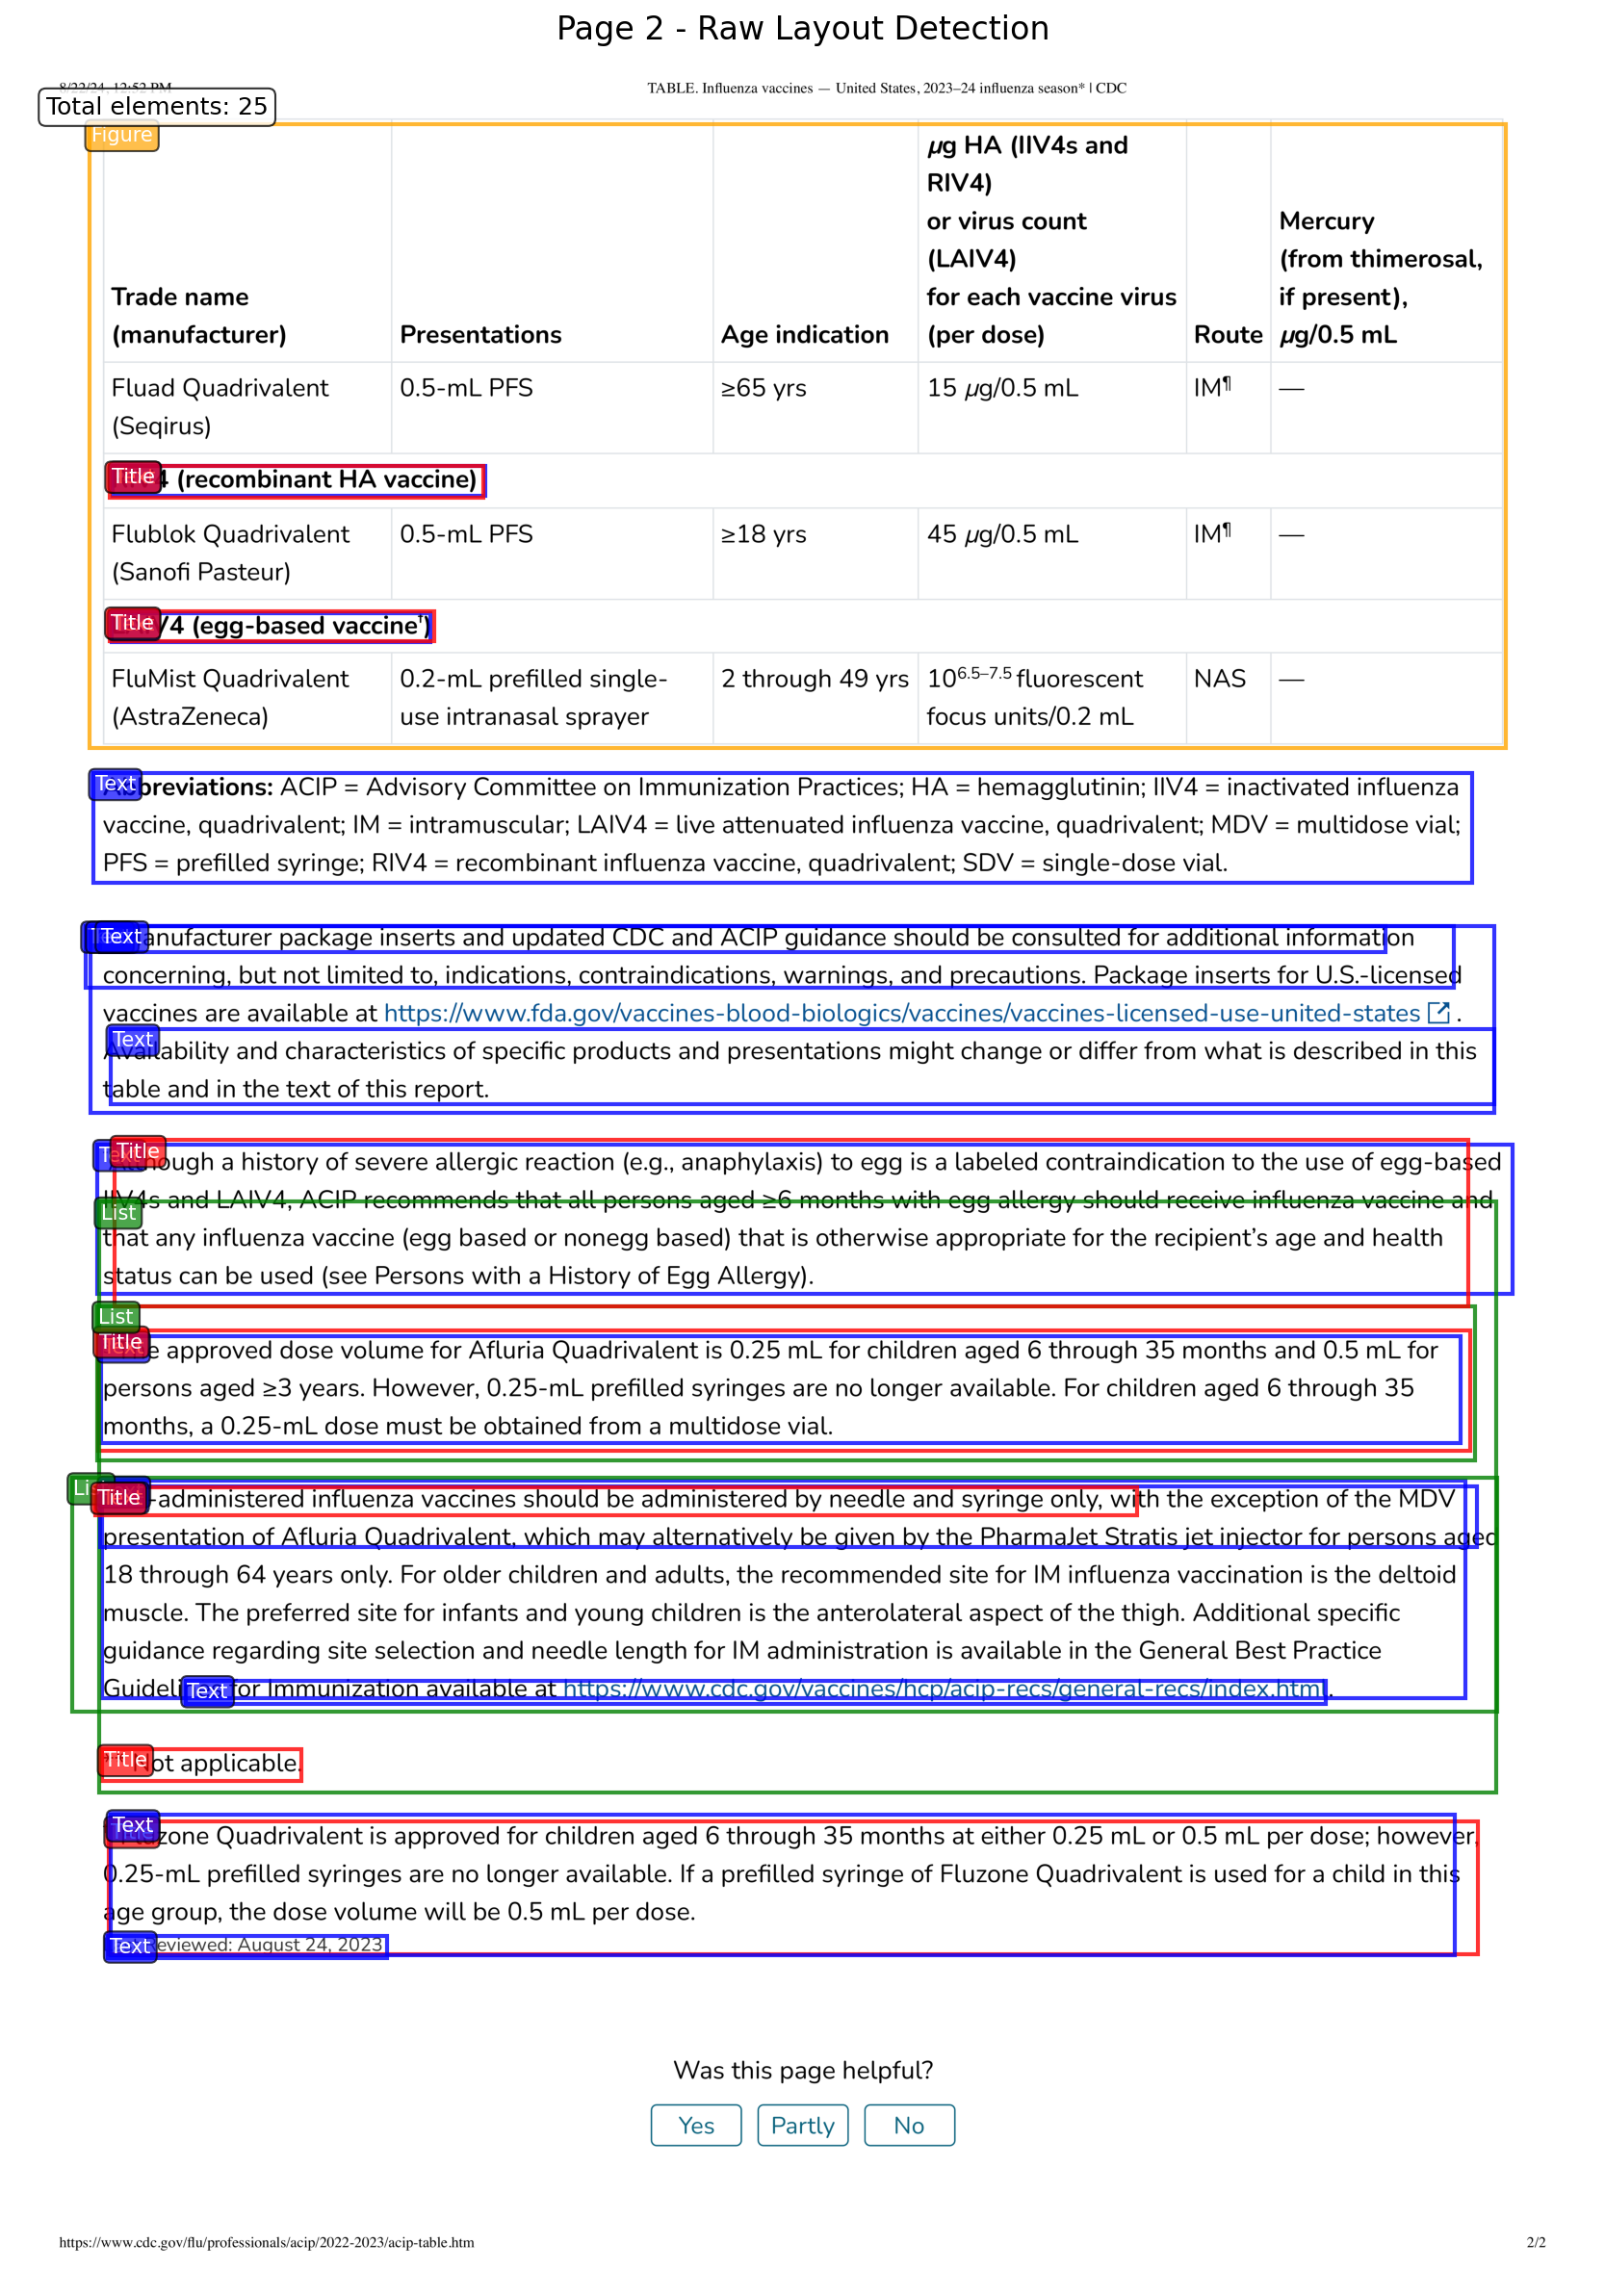 Page 2 - Raw Layout Detection
8/22/24, 12:52 PM
TABLE. Influenza vaccines — United States, 2023–24 influenza season* | CDC
Total elements: 25
Figure
Trade name
(manufacturer)
Presentations
Age indication
µg HA (IIV4s and
RIV4)
or virus count
(LAIV4)
for each vaccine virus
(per dose)
Route
Mercury
(from thimerosal,
if present),
µg/0.5 mL
Fluad Quadrivalent
(Seqirus)
0.5-mL PFS
≥65 yrs
15 µg/0.5 mL
IM¶
—
Title
4 (recombinant HA vaccine)
Flublok Quadrivalent
(Sanofi Pasteur)
0.5-mL PFS
≥18 yrs
45 µg/0.5 mL
IM¶
—
Title
V4 (egg-based vaccine†)
FluMist Quadrivalent
(AstraZeneca)
0.2-mL prefilled single-
use intranasal sprayer
2 through 49 yrs
106.5–7.5 fluorescent
focus units/0.2 mL
NAS
—
Text
Abbreviations: ACIP = Advisory Committee on Immunization Practices; HA = hemagglutinin; IIV4 = inactivated influenza
vaccine, quadrivalent; IM = intramuscular; LAIV4 = live attenuated influenza vaccine, quadrivalent; MDV = multidose vial;
PFS = prefilled syringe; RIV4 = recombinant influenza vaccine, quadrivalent; SDV = single-dose vial.
Text
anufacturer package inserts and updated CDC and ACIP guidance should be consulted for additional information
concerning, but not limited to, indications, contraindications, warnings, and precautions. Package inserts for U.S.-licensed
vaccines are available at https://www.fda.gov/vaccines-blood-biologics/vaccines/vaccines-licensed-use-united-states .
Text
Availability and characteristics of specific products and presentations might change or differ from what is described in this
table and in the text of this report.
Text
Title
ough a history of severe allergic reaction (e.g., anaphylaxis) to egg is a labeled contraindication to the use of egg-based
IIV4s and LAIV4, ACIP recommends that all persons aged ≥6 months with egg allergy should receive influenza vaccine and
List
that any influenza vaccine (egg based or nonegg based) that is otherwise appropriate for the recipient's age and health
status can be used (see Persons with a History of Egg Allergy).
List
Title
e approved dose volume for Afluria Quadrivalent is 0.25 mL for children aged 6 through 35 months and 0.5 mL for
persons aged ≥3 years. However, 0.25-mL prefilled syringes are no longer available. For children aged 6 through 35
months, a 0.25-mL dose must be obtained from a multidose vial.
Title
-administered influenza vaccines should be administered by needle and syringe only, with the exception of the MDV
presentation of Afluria Quadrivalent, which may alternatively be given by the PharmaJet Stratis jet injector for persons aged
18 through 64 years only. For older children and adults, the recommended site for IM influenza vaccination is the deltoid
muscle. The preferred site for infants and young children is the anterolateral aspect of the thigh. Additional specific
guidance regarding site selection and needle length for IM administration is available in the General Best Practice
Guideli Text for Immunization available at https://www.cdc.gov/vaccines/hcp/acip-recs/general-recs/index.html.
Title
Not applicable.
Text
zone Quadrivalent is approved for children aged 6 through 35 months at either 0.25 mL or 0.5 mL per dose; however,
0.25-mL prefilled syringes are no longer available. If a prefilled syringe of Fluzone Quadrivalent is used for a child in this
age group, the dose volume will be 0.5 mL per dose.
Text
eviewed: August 24, 2023
Was this page helpful?
Yes
Partly
No
https://www.cdc.gov/flu/professionals/acip/2022-2023/acip-table.htm
2/2